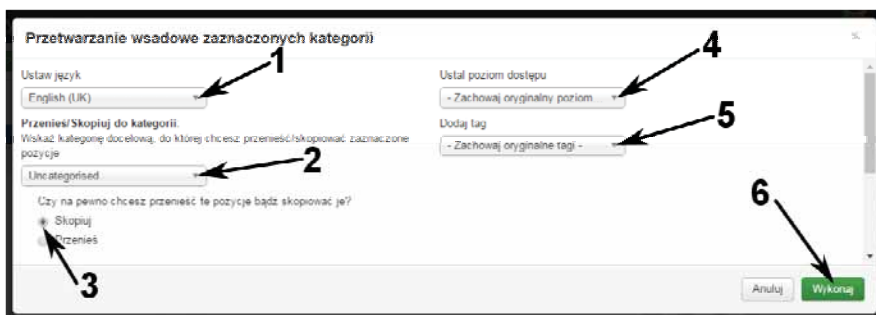 Przetwarzanie wsadowe zaznaczonych kategorii
1
4
Ustaw język
Ustal poziom dostępu
English (UK)
- Zachowaj oryginalny poziom ...
Przenieś/Skopiuj do kategorii.
Dodaj tag
5
Wskaż kategorię docelową, do której chcesz przenieść/skopiować zaznaczone
pozycje
- Zachowaj oryginalne tagi -
2
Uncategorised
Czy na pewno chcesz przenieść te pozycje bądź skopiować je?
6
Skopiuj
Przenieś
3
Anuluj
Wykonaj